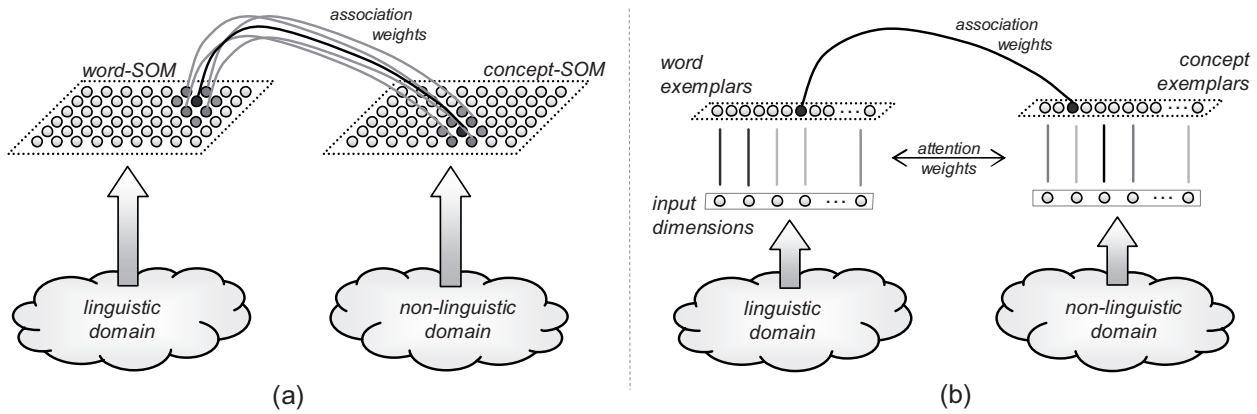 association
weights
word-SOM
concept-SOM
linguistic
domain
non-linguistic
domain
(a)
association
weights
word
exemplars
concept
exemplars
...
...
attention
weights
input
dimensions
...
...
linguistic
domain
non-linguistic
domain
(b)